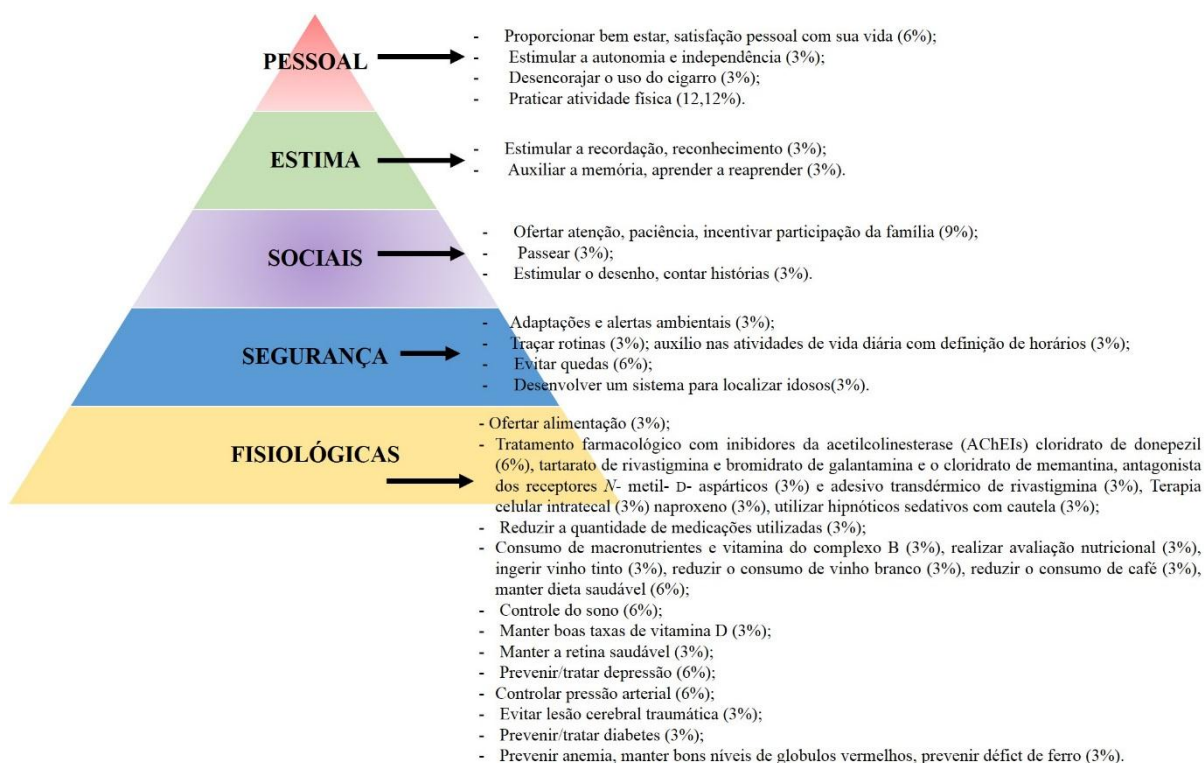 PESSOAL
- Proporcionar bem estar, satisfação pessoal com sua vida (6%);
- Estimular a autonomia e independência (3%);
- Desencorajar o uso do cigarro (3%);
- Praticar atividade física (12,12%).
ESTIMA
- Estimular a recordação, reconhecimento (3%);
- Auxiliar a memória, aprender a reaprender (3%).
SOCIAIS
- Ofertar atenção, paciência, incentivar participação da família (9%);
- Passear (3%);
- Estimular o desenho, contar histórias (3%).
SEGURANÇA
- Adaptações e alertas ambientais (3%);
- Traçar rotinas (3%); auxílio nas atividades de vida diária com definição de horários (3%);
- Evitar quedas (6%);
- Desenvolver um sistema para localizar idosos(3%).
FISIOLÓGICAS
- Ofertar alimentação (3%);
- Tratamento farmacológico com inibidores da acetilcolinesterase (AChEIs) cloridrato de donepezil
(6%), tartarato de rivastigmina e bromidrato de galantamina e o cloridrato de memantina, antagonista
dos receptores N- metil- D- aspárticos (3%) e adesivo transdérmico de rivastigmina (3%), Terapia
celular intratecal (3%) naproxeno (3%), utilizar hipnóticos sedativos com cautela (3%);
- Reduzir a quantidade de medicações utilizadas (3%);
- Consumo de macronutrientes e vitamina do complexo B (3%), realizar avaliação nutricional (3%),
ingerir vinho tinto (3%), reduzir o consumo de vinho branco (3%), reduzir o consumo de café (3%),
manter dieta saudável (6%);
- Controle do sono (6%);
- Manter boas taxas de vitamina D (3%);
- Manter a retina saudável (3%);
- Prevenir/tratar depressão (6%);
- Controlar pressão arterial (6%);
- Evitar lesão cerebral traumática (3%);
- Prevenir/tratar diabetes (3%);
- Prevenir anemia, manter bons níveis de glóbulos vermelhos, prevenir défict de ferro (3%).